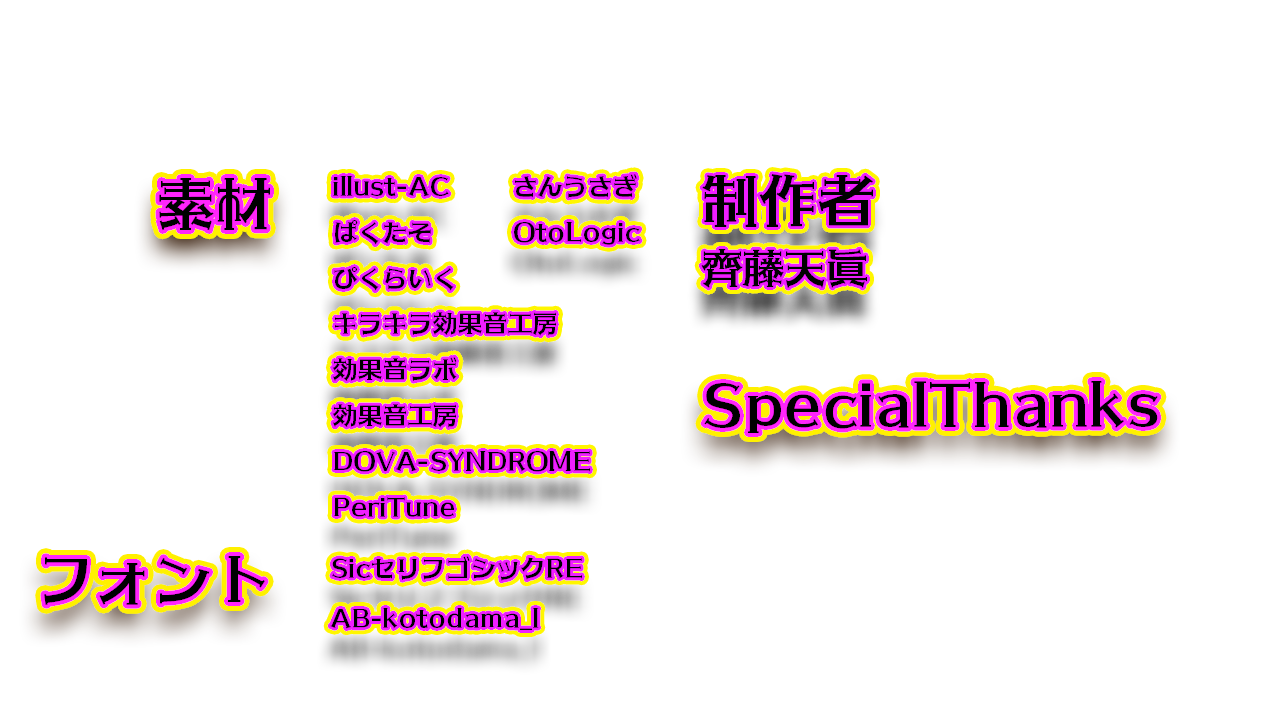 素材
illust-AC
ぱくたそ
ぴくらいく
キラキラ効果音工房
効果音ラボ
効果音工房
DOVA-SYNDROME
PeriTune
さんうさぎ
OtoLogic
フォント
SicセリフゴシックRE
AB-kotodama_l
制作者
齊藤天眞
SpecialThanks